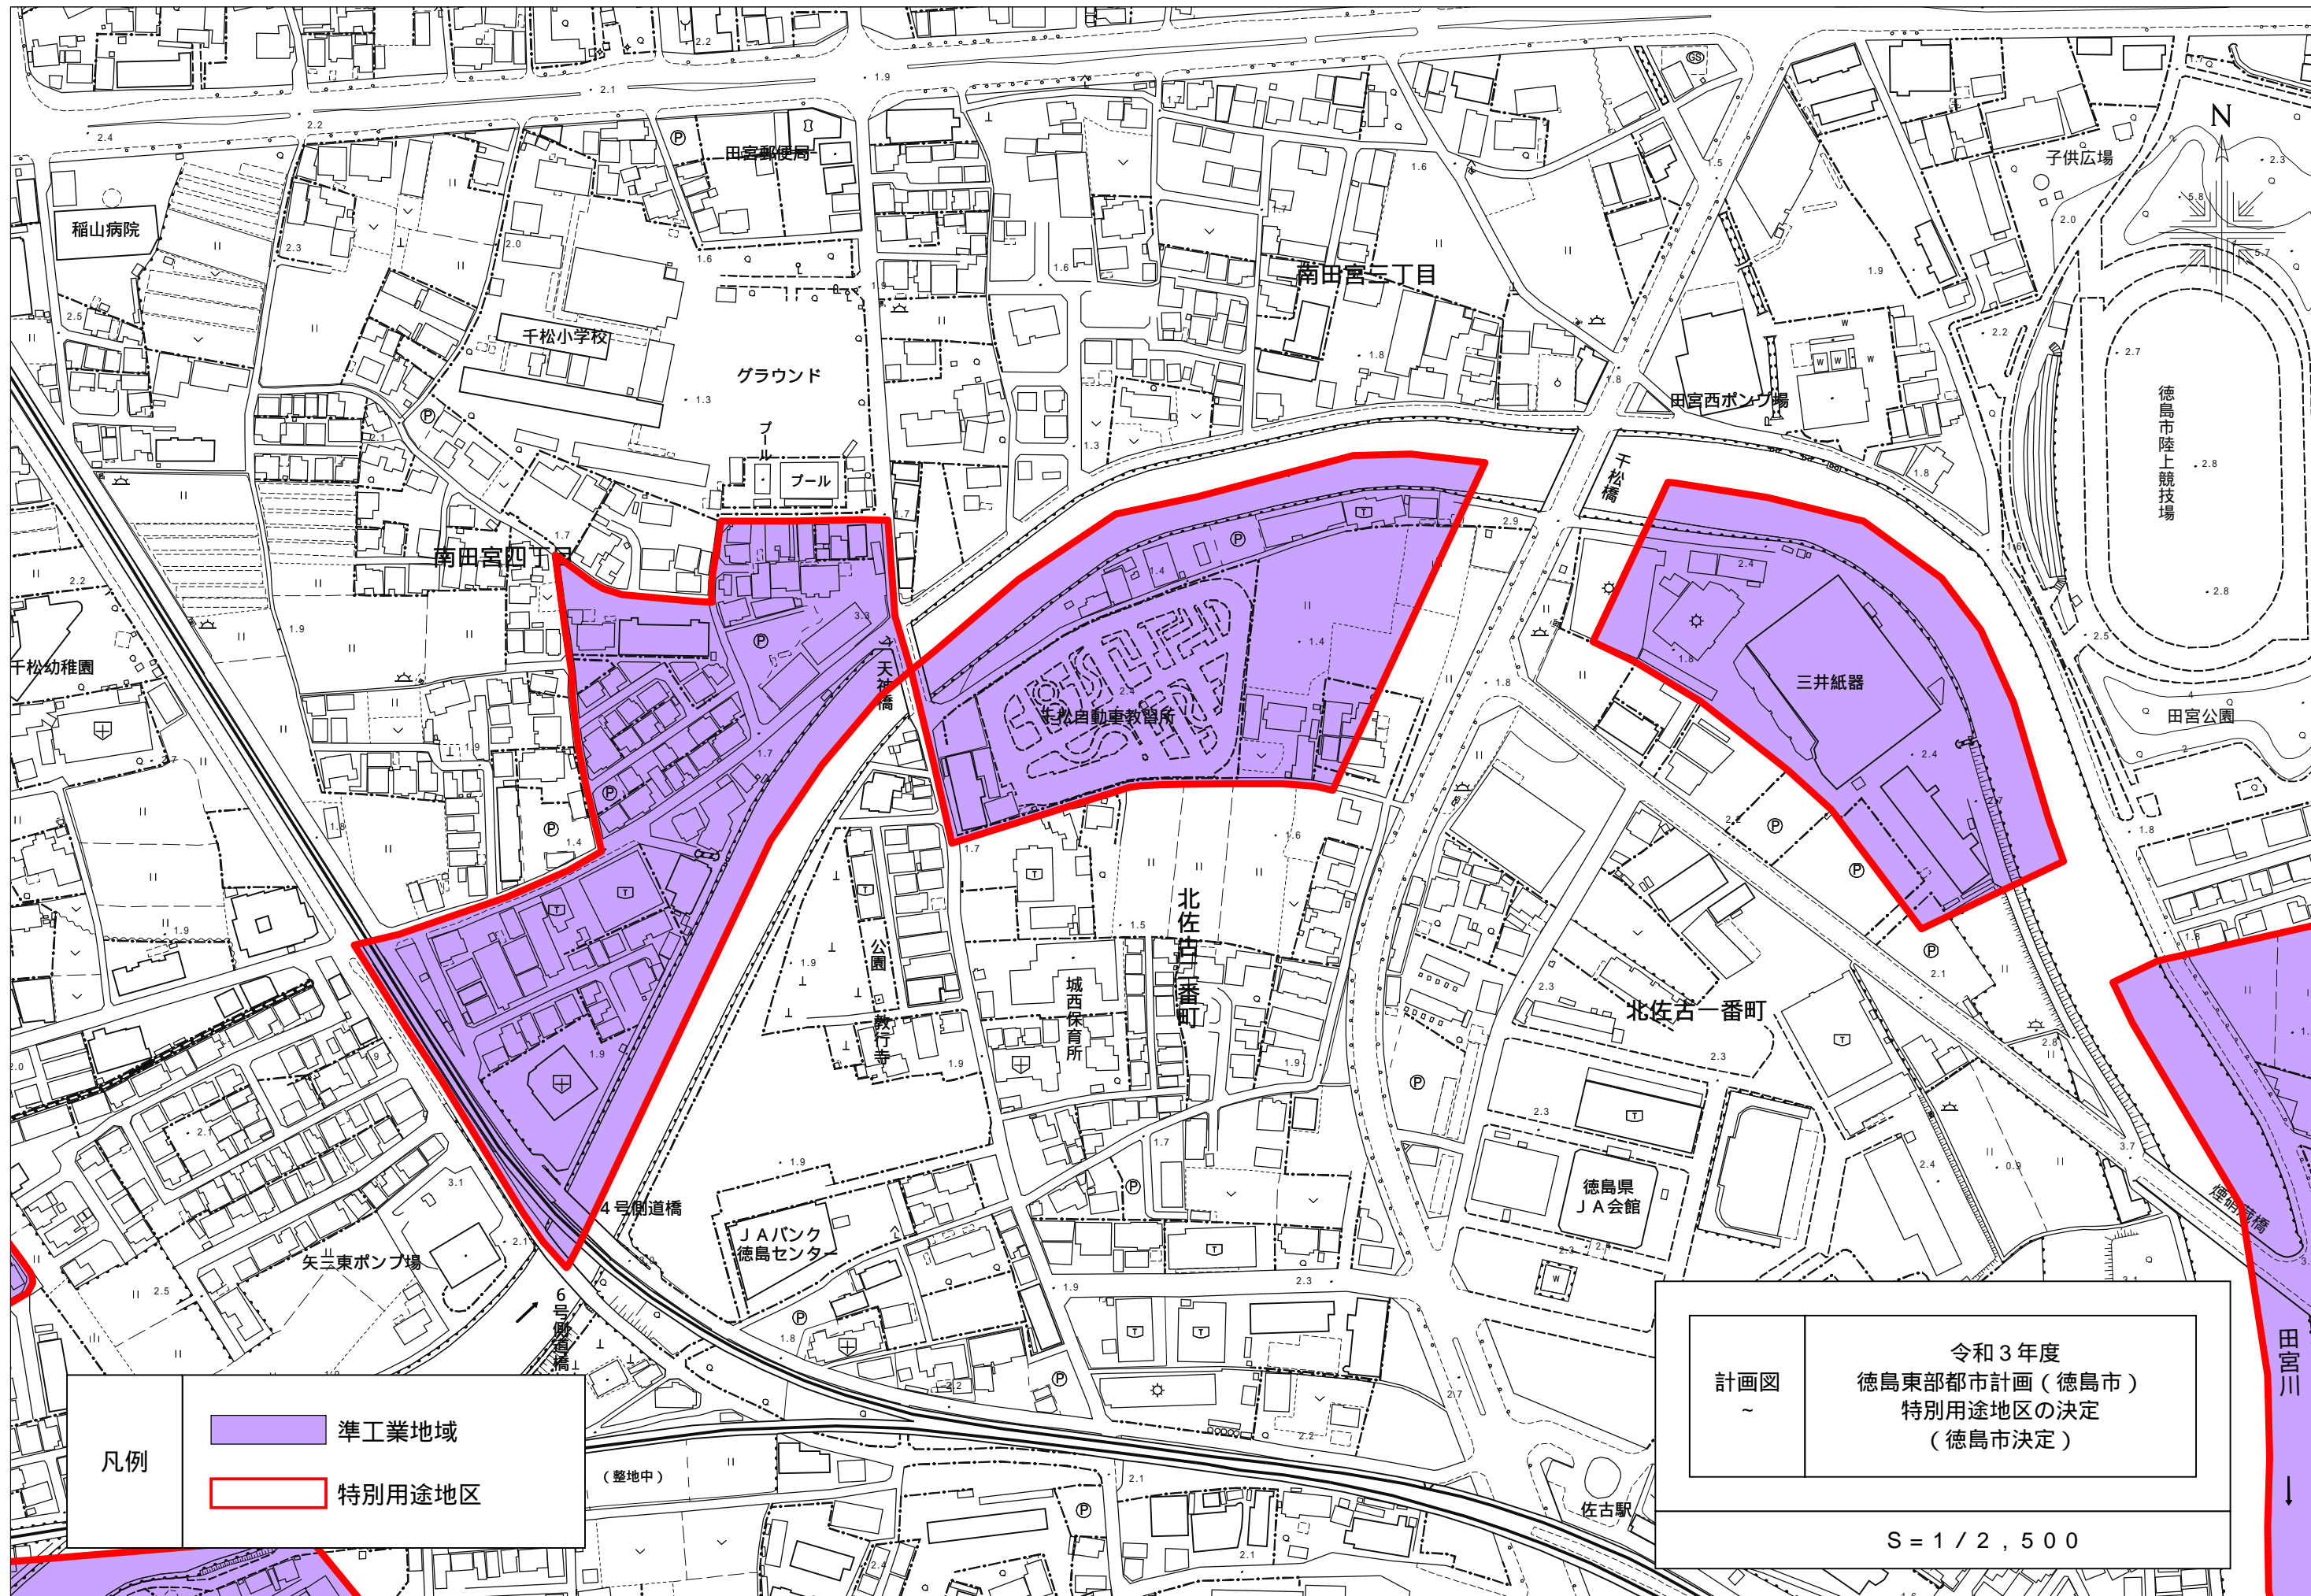 田宮郵便局
稲山病院
子供広場
N
南田宮三丁目
千松小学校
グラウンド
プール
プール
田宮西ポンプ場
徳島市陸上競技場
千松橋
南田宮四丁目
千松幼稚園
天神橋
千松自動車教習所
三井紙器
田宮公園
公園
教行寺
城西保育所
北佐古二番町
北佐古一番町
徳島県
ＪＡ会館
4号側道橋
ＪＡバンク
徳島センター
矢三東ポンプ場
6号側道橋
煙硝蔵橋
田宮川
（整地中）
佐古駅
凡例
準工業地域
特別用途地区
計画図
~
令和３年度
徳島東部都市計画（徳島市）
特別用途地区の決定
（徳島市決定）
S＝1／2，500